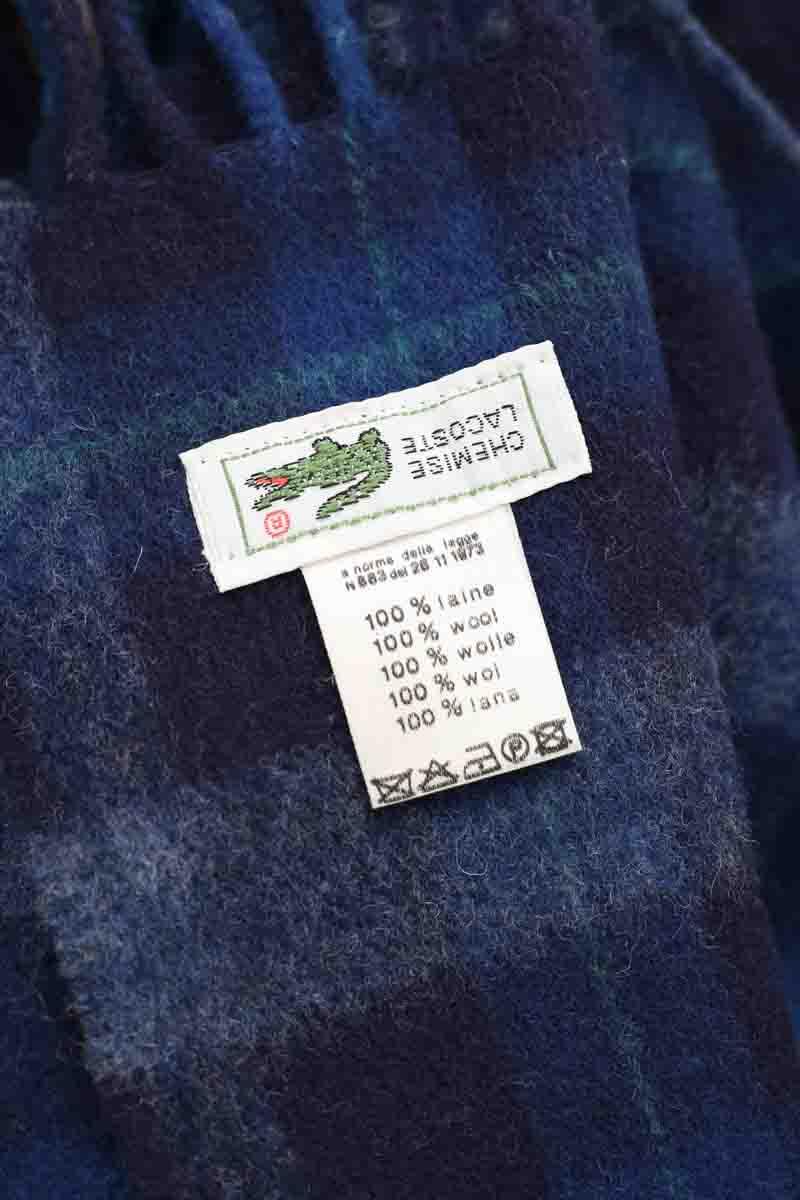 CHEMISE
LACOSTE
®
a norma della legge
N 883 del 26 11 1973
100 % laine
100 % wool
100 % wolle
100 % wol
100 % lana
P